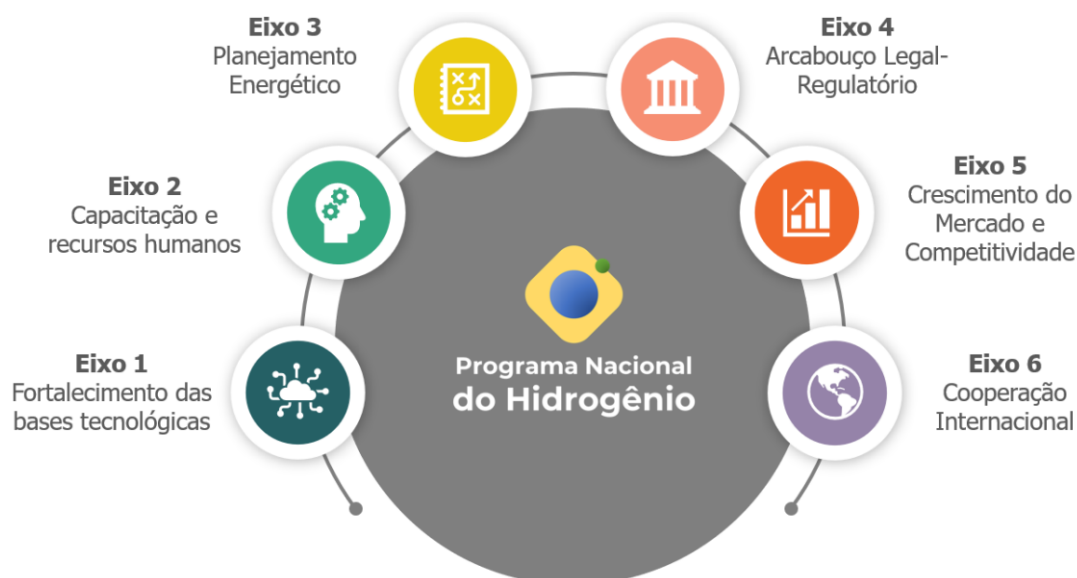 Eixo 3
Planejamento
Energético
Eixo 4
Arcabouço Legal-
Regulatório
Eixo 2
Capacitação e
recursos humanos
Eixo 5
Crescimento do
Mercado e
Competitividade
Eixo 1
Fortalecimento das
bases tecnológicas
Programa Nacional
do Hidrogênio
Eixo 6
Cooperação
Internacional